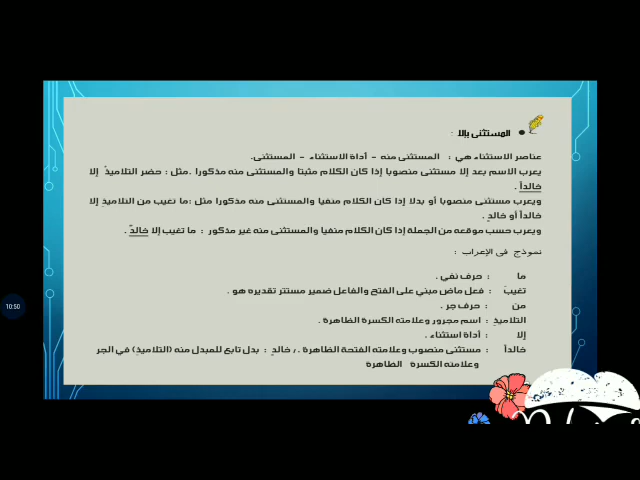 المستثنى بإلا :
عناصر الاستثناء هي : المستثنى منه - أداة الاستثناء - المستثنى.
يعرب الاسم بعد إلا مستثنى منصوبا إذا كان الكلام مثبتا والمستثنى منه مذكورا . مثل : حضر التلاميذُ إلا
خالداً .
ويعرب مستثنى منصوبا أو بدلا إذا كان الكلام منفيا والمستثنى منه مذكورا مثل :ما تغيب من التلاميذِ إلا
خالداً أو خالدٍ .
ويعرب حسب موقعه من الجملة إذا كان الكلام منفيا والمستثنى منه غير مذكور : ما تغيب إلا خالدٌ .
نموذج في الإعراب :
ما : حرف نفي .
تغيبَ : فعل ماض مبني على الفتح والفاعل ضمير مستتر تقديره هو .
من : حرف جر .
التلاميذِ : اسم مجرور وعلامته الكسرة الظاهرة .
إلا : أداة استثناء .
خالداً : مستثنى منصوب وعلامته الفتحة الظاهرة . , خالدٍ : بدل تابع للمبدل منه (التلاميذ) في الجر
وعلامته الكسرة الظاهرة
10:50